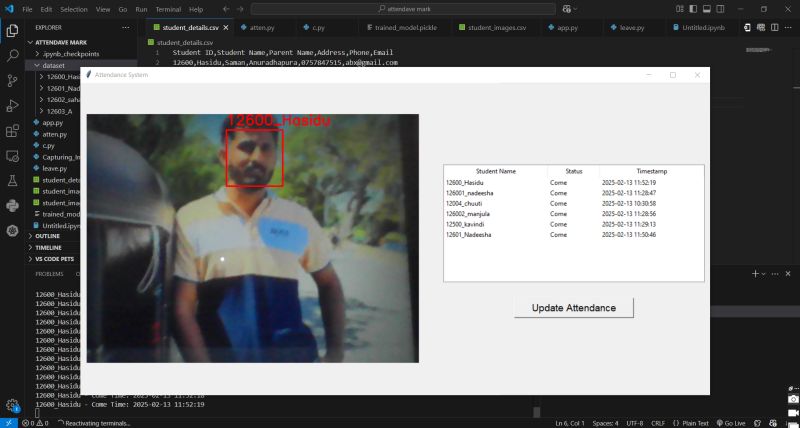 File Edit Selection View Go Run Terminal Help
attendave mark
EXPLORER
student_details.csv
atten.py
c.py
trained_model.pickle
student_images.csv
app.py
leave.py
Untitled.ipynb
ATTENDAVE MARK
.ipynb_checkpoints
dataset
12600_Hasi
12601_Nad
12602_saha
12603_A
app.py
atten.py
c.py
Capturing_Im
leave.py
student_deta
student_imag
student_imag
trained_model
Untitled.ipynb
OUTLINE
TIMELINE
VS CODE PETS
student_details.csv
1 Student ID,Student Name,Parent Name,Address,Phone,Email
2 12600,Hasidu,Saman,Anuradhapura,0757847515,abx@gmail.com
Attendance System
12600_Hasidu
Student Name Status Timestamp
12600_Hasidu Come 2025-02-13 11:52:19
126001_nadeesha Come 2025-02-13 11:28:47
12004_chuuti Come 2025-02-13 10:30:58
126002_manjula Come 2025-02-13 11:28:56
12500_kavindi Come 2025-02-13 11:29:13
12601_Nadeesha Come 2025-02-13 11:50:46
Update Attendance
PROBLEMS
12600_Hasidu
12600_Hasidu
12600_Hasidu
12600_Hasidu
12600_Hasidu
12600_Hasidu
12600_Hasidu
12600_Hasidu
12600_Hasidu
12600_Hasidu
12600_Hasidu
12600_Hasidu - Come Time: 2025-02-13 11:52:18
12600_Hasidu - Come Time: 2025-02-13 11:52:19
0 0 Reactivating terminals...
Ln 6, Col 1 Spaces: 4 UTF-8 CRLF {} Plain Text Go Live